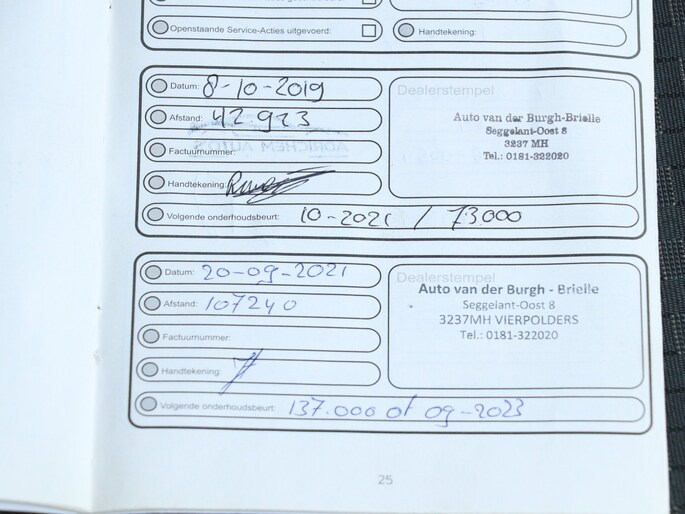 Openstaande Service-Acties uitgevoerd:
Handtekening:
Datum: 8-10-2019
Afstand: 42.923
Factuurnummer:
Handtekening:
Dealerstempel
Auto van der Burgh-Brielle
Seggelant-Oost 8
3237 MH
Tel.: 0181-322020
Volgende onderhoudsbeurt: 10-2021 / 73.000
Datum: 20-09-2021
Afstand: 107240
Factuurnummer:
Handtekening:
Dealerstempel
Auto van der Burgh - Brielle
Seggelant-Oost 8
3237MH VIERPOLDERS
Tel.: 0181-322020
Volgende onderhoudsbeurt: 137.000 of 09-2023
25